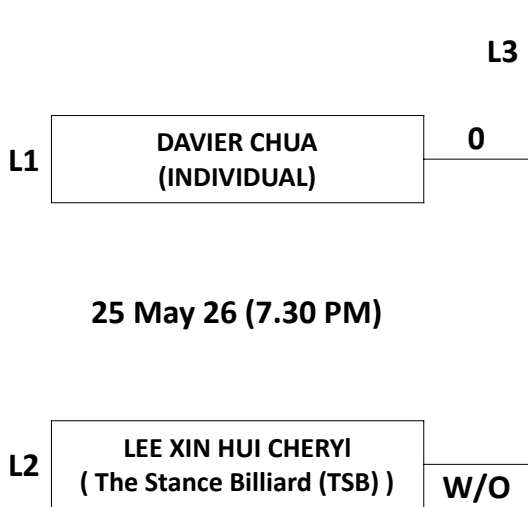 L3
L1
DAVIER CHUA
(INDIVIDUAL)
0
25 May 26 (7.30 PM)
L2
LEE XIN HUI CHERYl
( The Stance Billiard (TSB) )
W/O